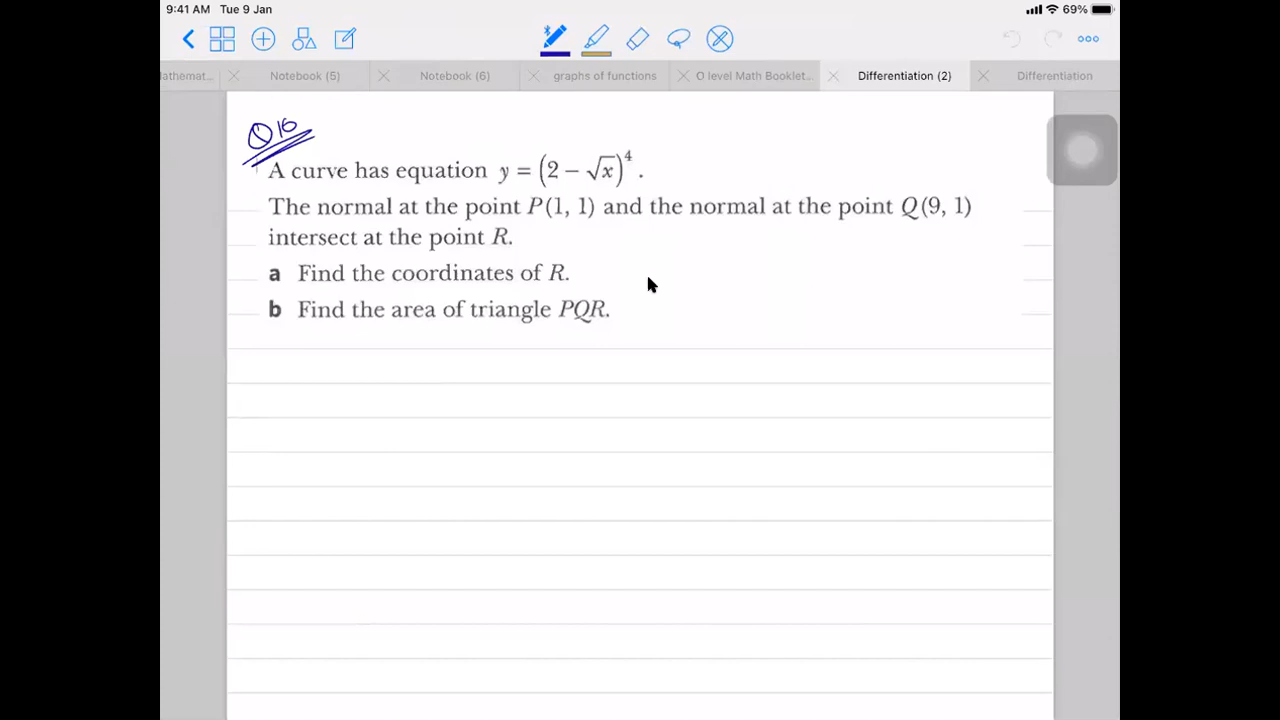 9:41 AM Tue 9 Jan
69%
lathemat...
Notebook (5)
Notebook (6)
graphs of functions
O level Math Booklet...
Differentiation (2)
Differentiation
Q16
A curve has equation y = (2 − √x)⁴ .
The normal at the point P(1, 1) and the normal at the point Q(9, 1)
intersect at the point R.
a Find the coordinates of R.
b Find the area of triangle PQR.